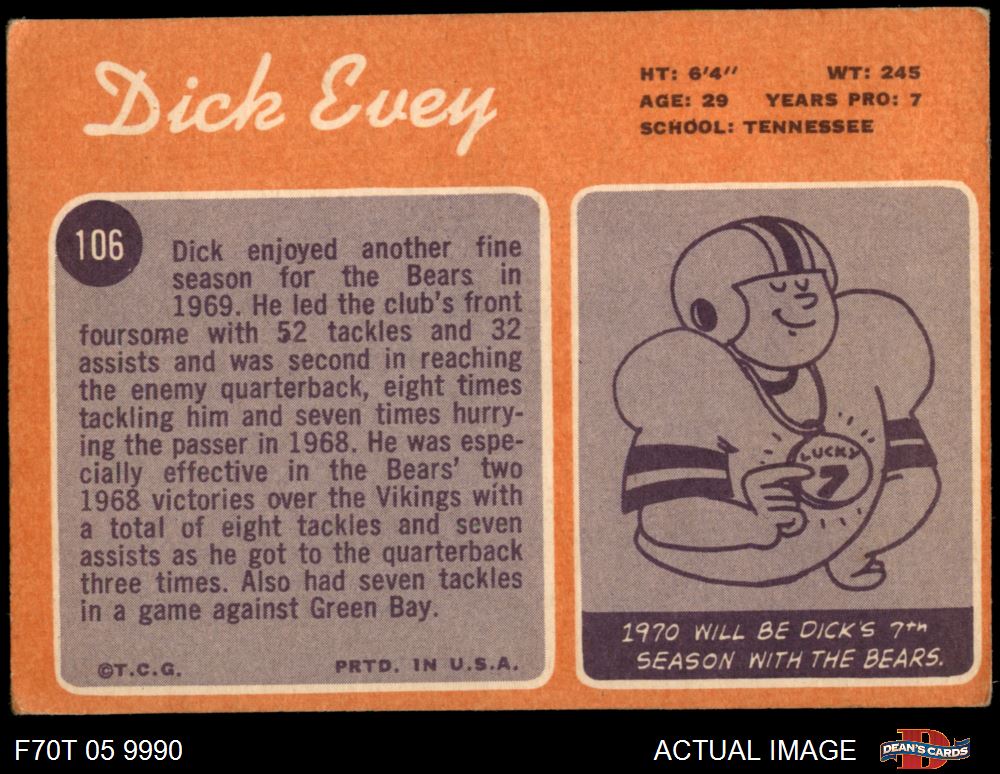 Dick Evey
HT: 6'4" WT: 245
AGE: 29 YEARS PRO: 7
SCHOOL: TENNESSEE
106
Dick enjoyed another fine
season for the Bears in
1969. He led the club's front
foursome with 52 tackles and 32
assists and was second in reaching
the enemy quarterback, eight times
tackling him and seven times hurry-
ing the passer in 1968. He was espe-
cially effective in the Bears' two
1968 victories over the Vikings with
a total of eight tackles and seven
assists as he got to the quarterback
three times. Also had seven tackles
in a game against Green Bay.
©T.C.G. PRTD. IN U.S.A.
LUCKY
7
1970 WILL BE DICK'S 7th
SEASON WITH THE BEARS.
F70T 05 9990
ACTUAL IMAGE
B
DEAN'S CARDS